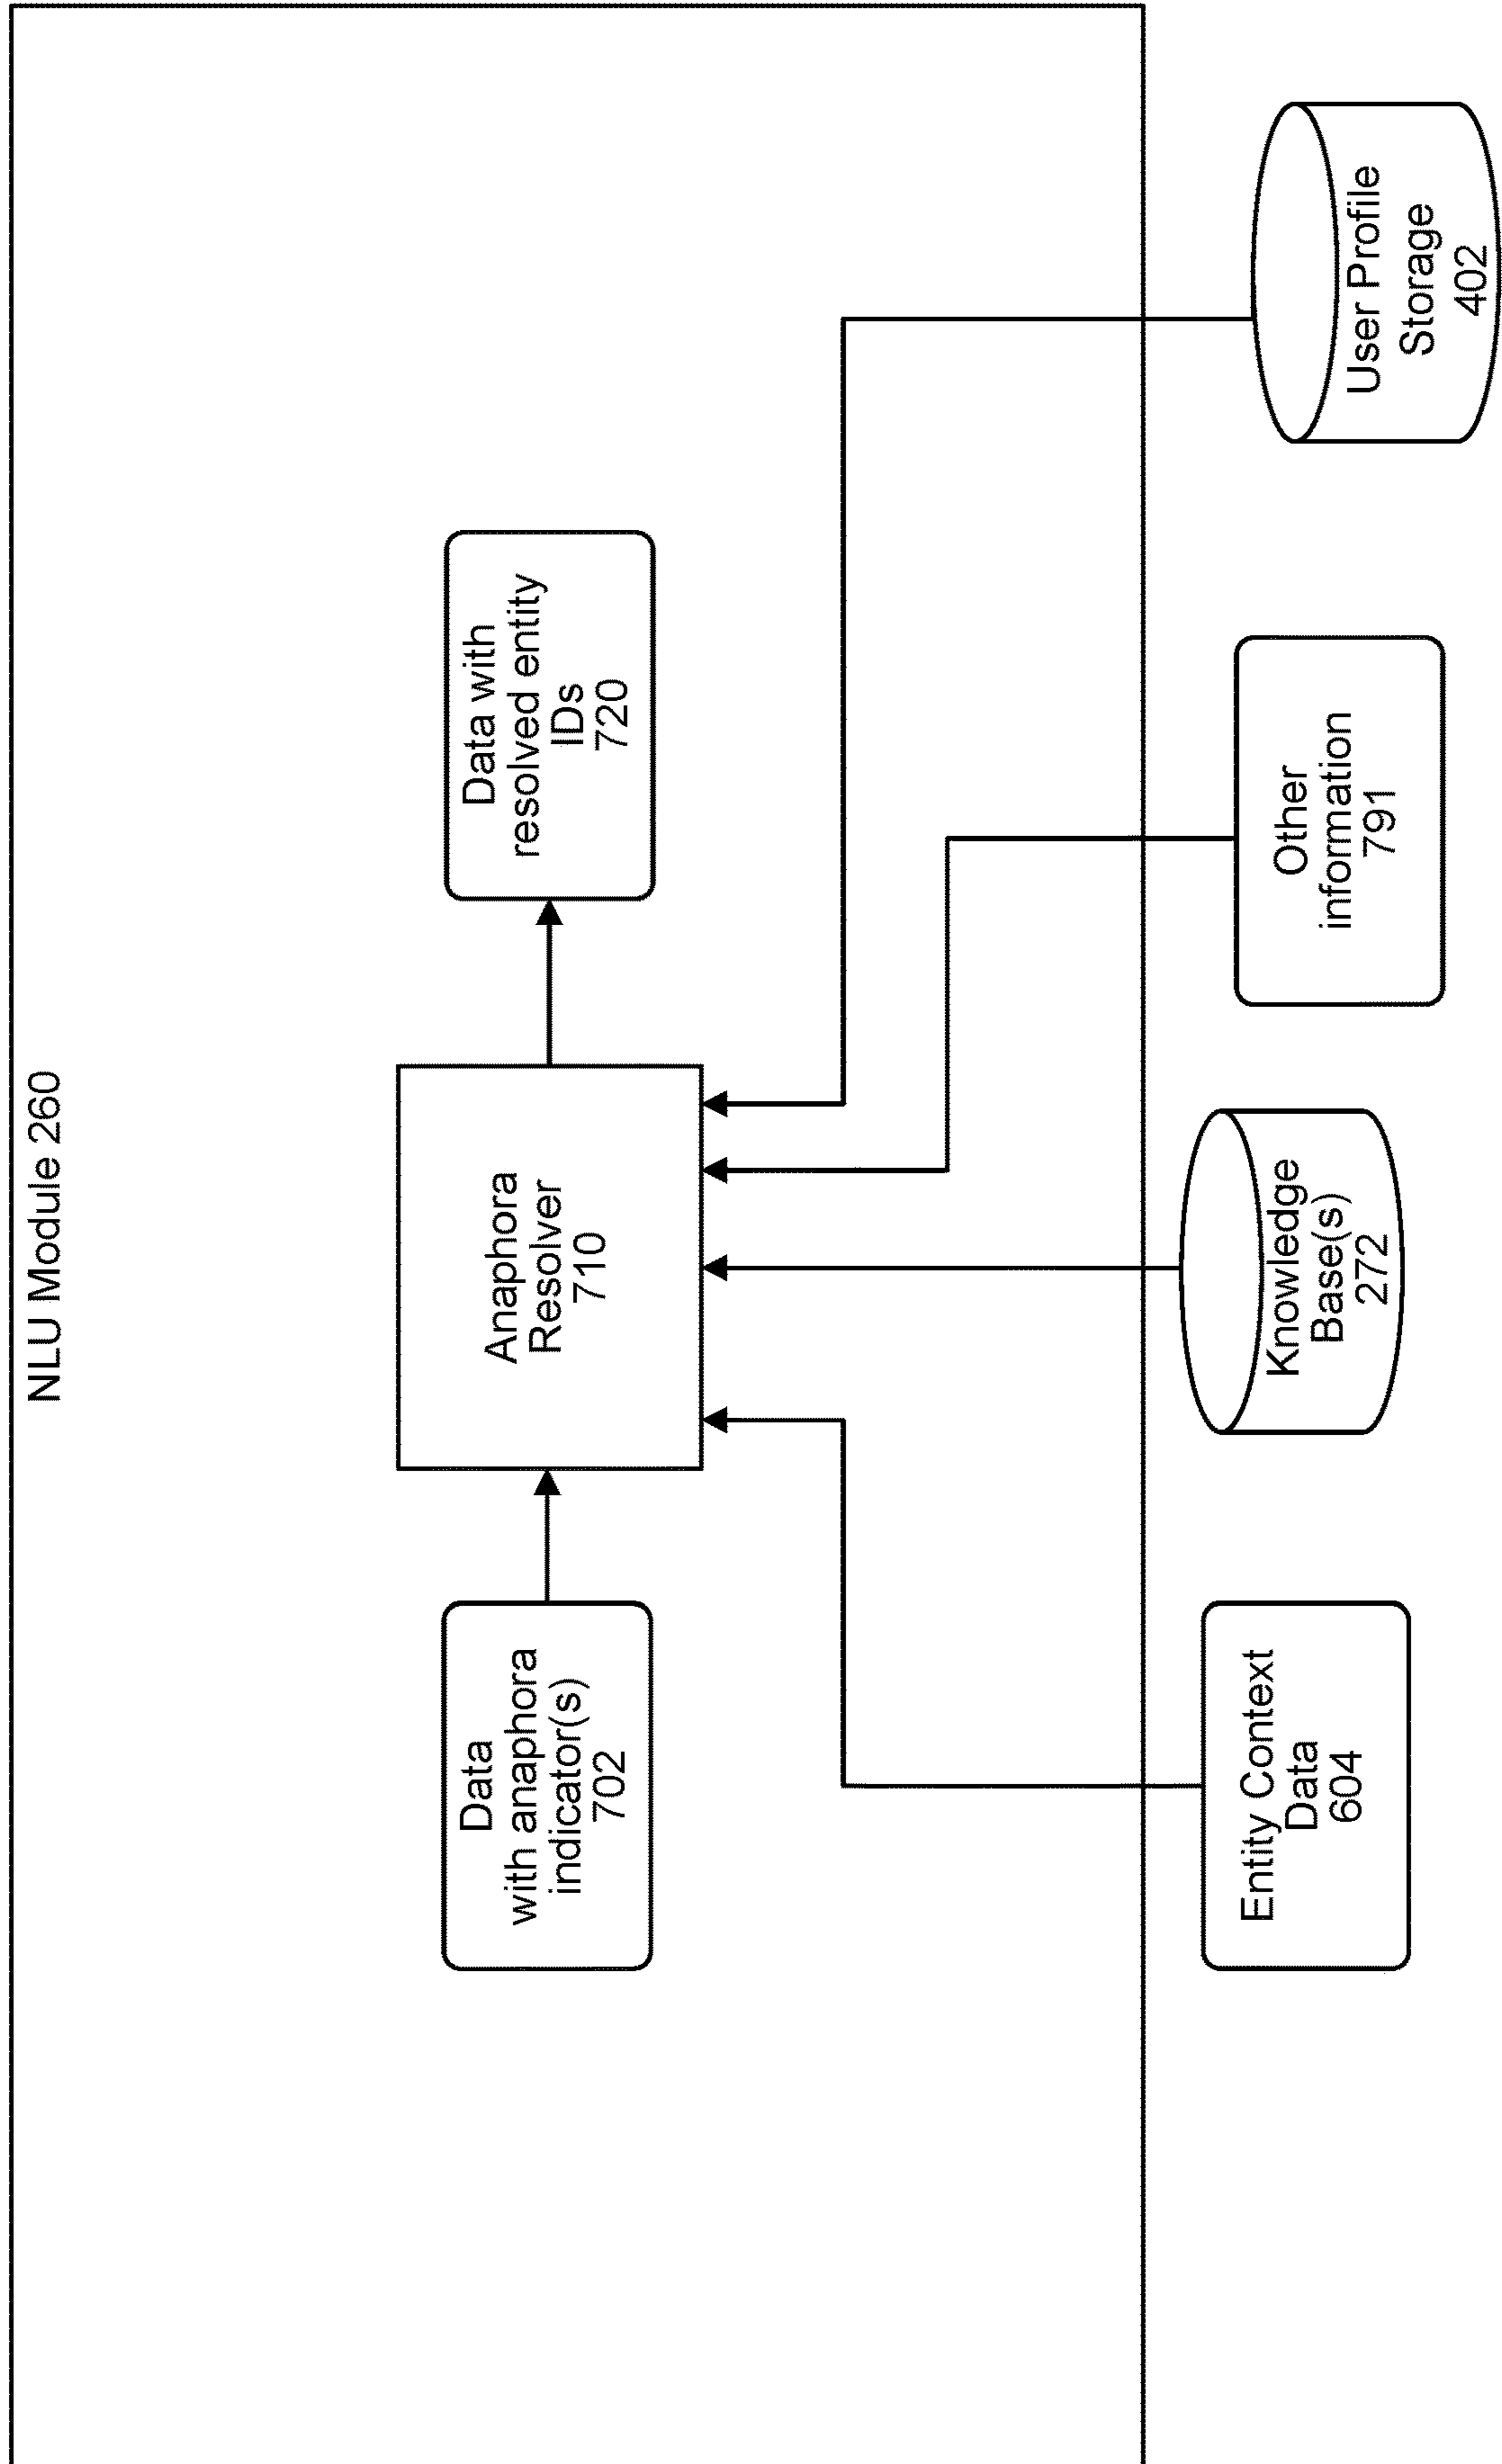 NLU Module 260
Data
with anaphora
indicator(s)
702
Anaphora
Resolver
710
Data with
resolved entity
IDs
720
Entity Context
Data
604
Knowledge
Base(s)
272
Other
information
791
User Profile
Storage
402